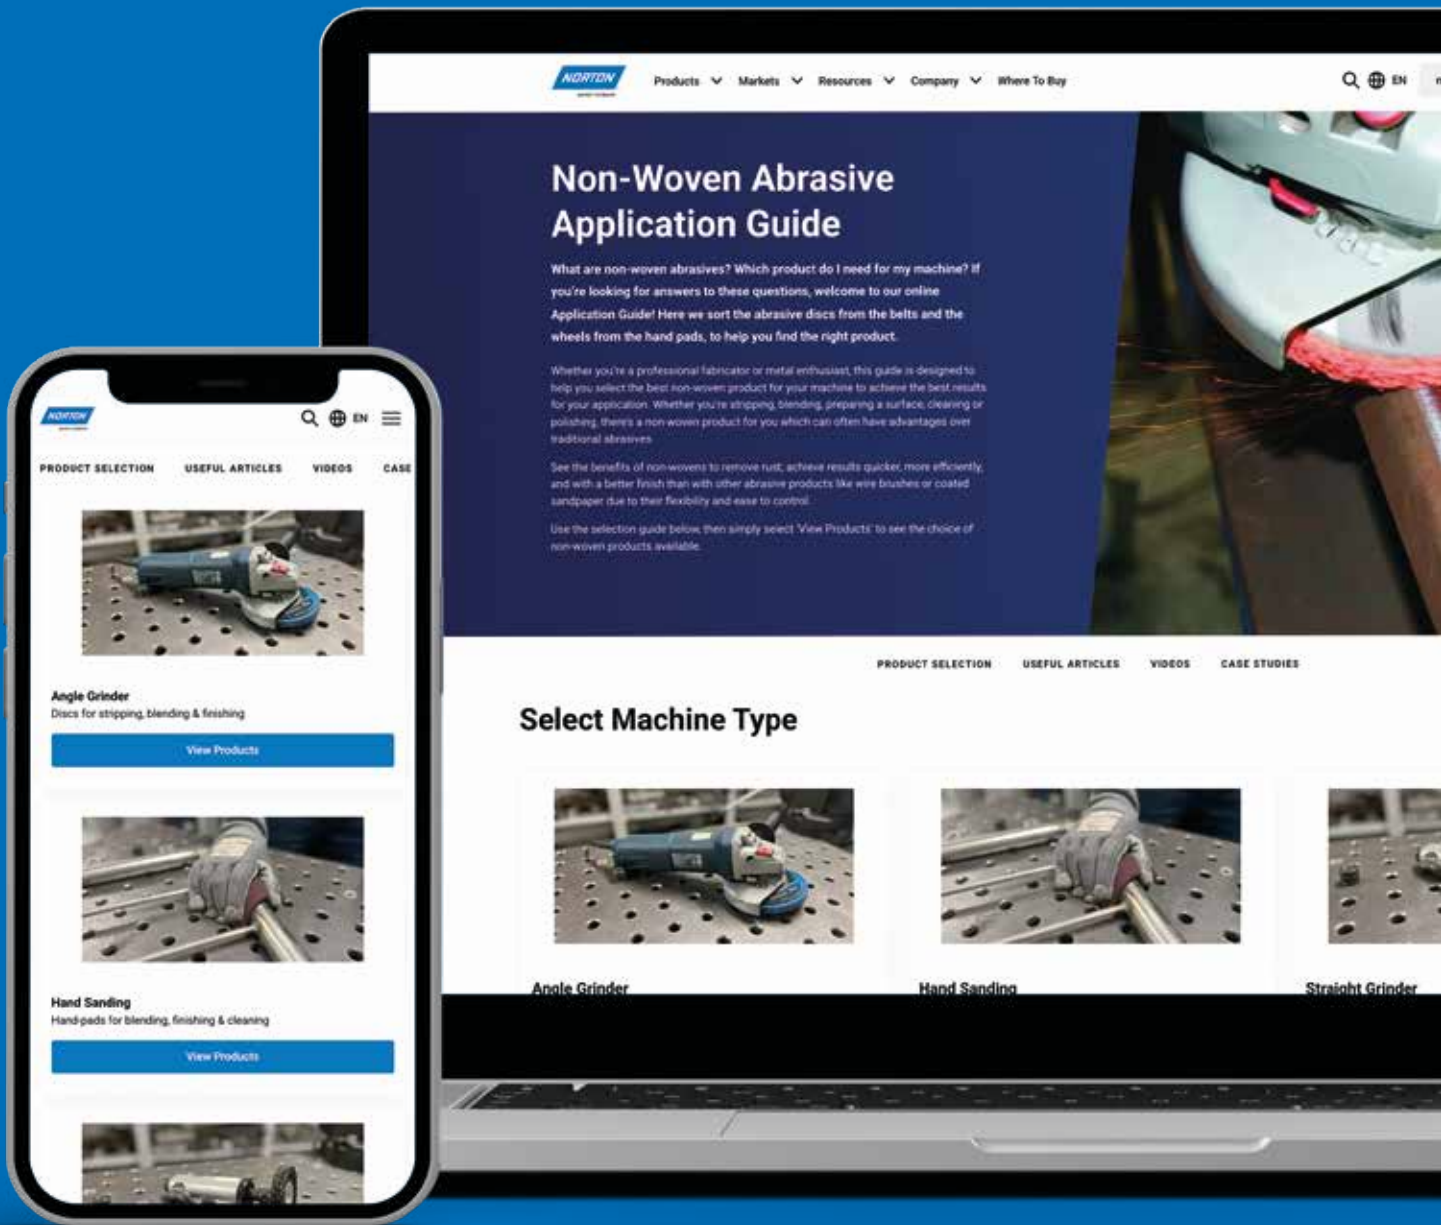 NORTON
Products
Markets
Resources
Company
Where To Buy
EN
Non-Woven Abrasive
Application Guide
What are non-woven abrasives? Which product do I need for my machine? If
you're looking for answers to these questions, welcome to our online
Application Guide! Here we sort the abrasive discs from the belts and the
wheels from the hand pads, to help you find the right product.
Whether you're a professional fabricator or metal enthusiast, this guide is designed to
help you select the best non-woven product for your machine to achieve the best results
for your application. Whether you're stripping, blending, preparing a surface, cleaning or
polishing, there's a non-woven product for you which can often have advantages over
traditional abrasives
See the benefits of non-wovens to remove rust, achieve results quicker, more efficiently,
and with a better finish than with other abrasive products like wire brushes or coated
sandpaper due to their flexibility and ease to control.
Use the selection guide below, then simply select 'View Products' to see the choice of
non-woven products available.
PRODUCT SELECTION
USEFUL ARTICLES
VIDEOS
CASE STUDIES
Select Machine Type
Angle Grinder
Hand Sanding
Straight Grinder
NORTON
EN
PRODUCT SELECTION
USEFUL ARTICLES
VIDEOS
CASE
Angle Grinder
Discs for stripping, blending & finishing
View Products
Hand Sanding
Hand-pads for blending, finishing & cleaning
View Products